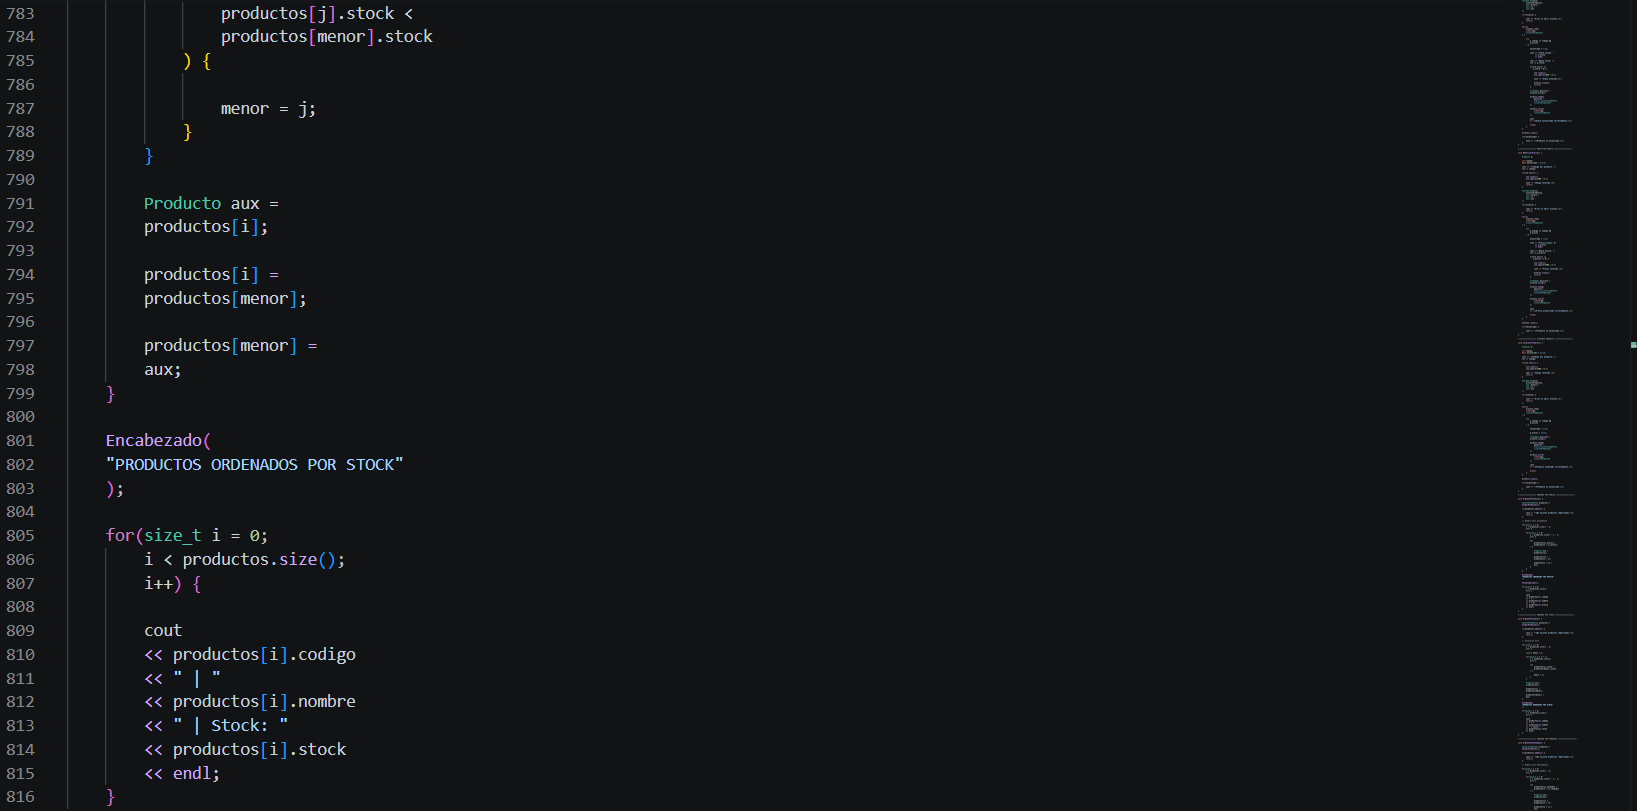 783 productos[j].stock <
784 productos[menor].stock
785 ) {
786
787 menor = j;
788 }
789 }
790
791 Producto aux =
792 productos[i];
793
794 productos[i] =
795 productos[menor];
796
797 productos[menor] =
798 aux;
799 }
800
801 Encabezado(
802 "PRODUCTOS ORDENADOS POR STOCK"
803 );
804
805 for(size_t i = 0;
806 i < productos.size();
807 i++) {
808
809 cout
810 << productos[i].codigo
811 << " | "
812 << productos[i].nombre
813 << " | Stock: "
814 << productos[i].stock
815 << endl;
816 }